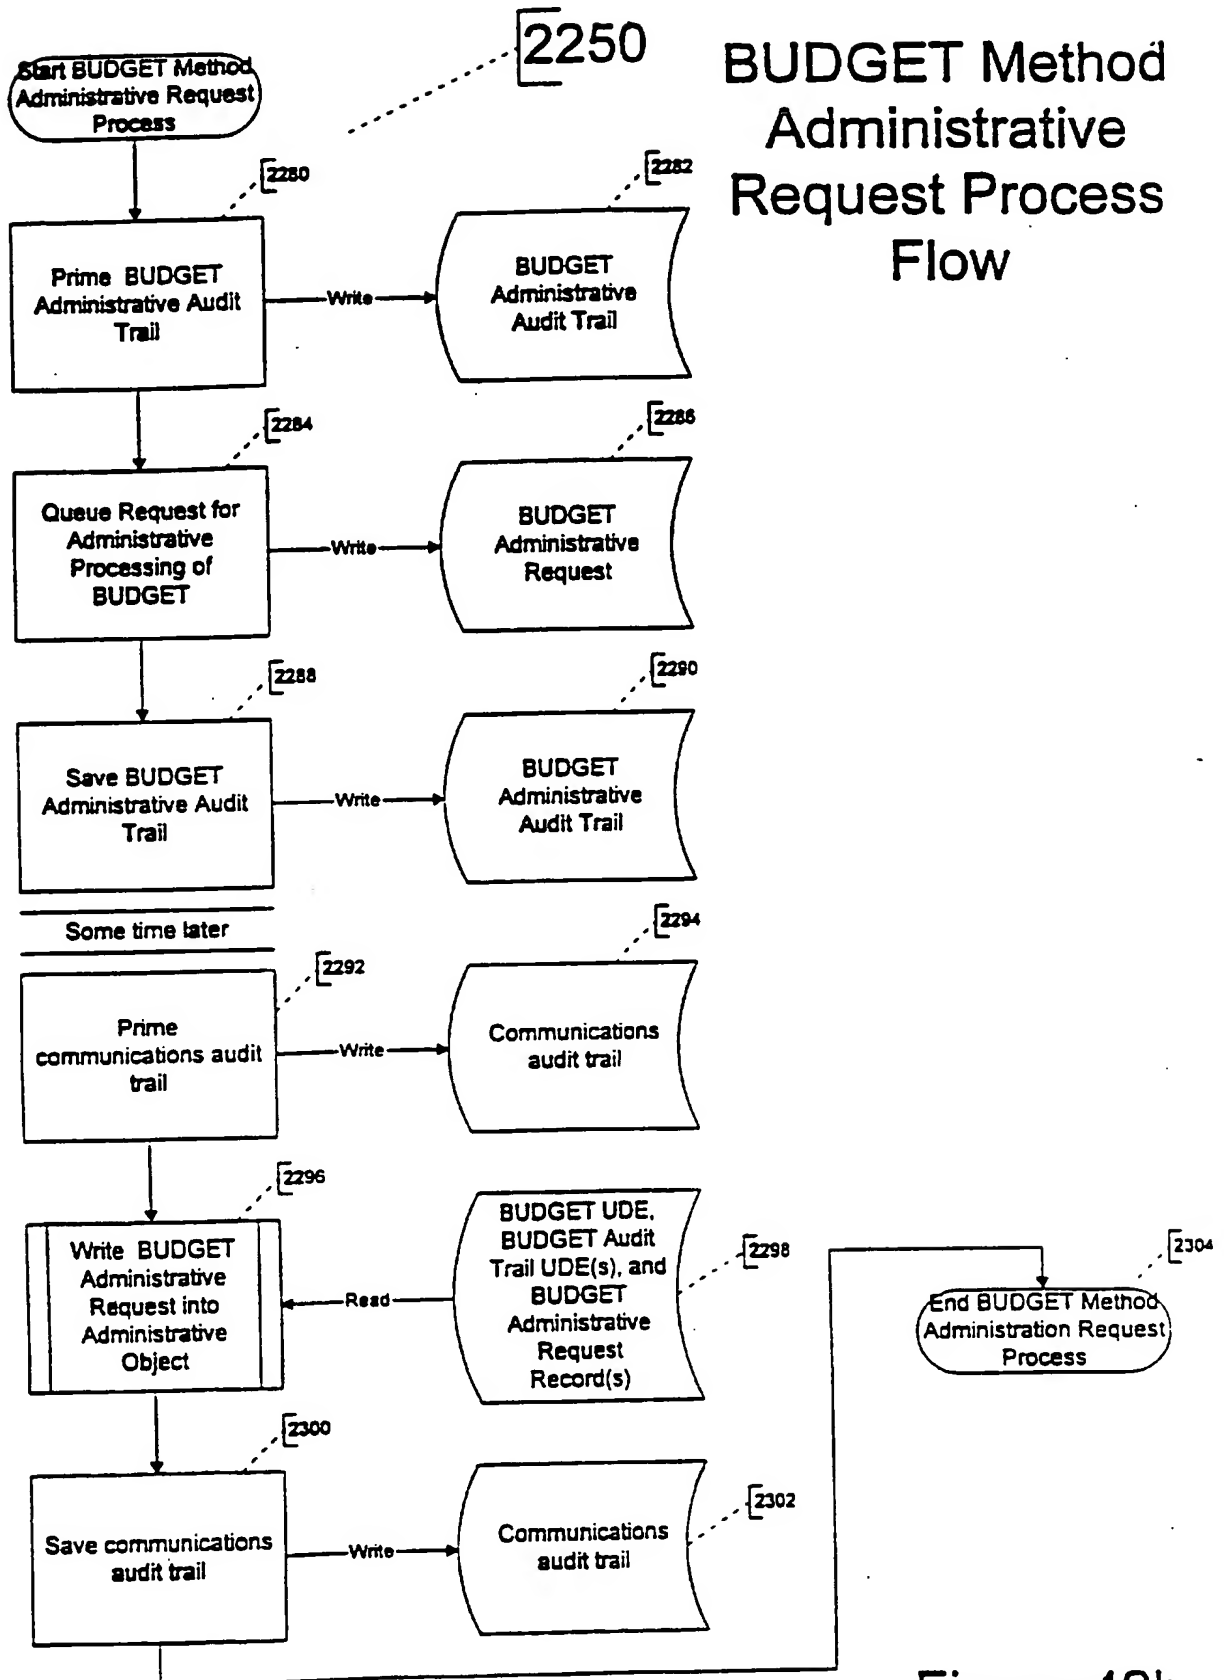 2250
BUDGET Method
Administrative
Request Process
Flow
Start BUDGET Method
Administrative Request
Process
2280
Prime BUDGET
Administrative Audit
Trail
Write
2282
BUDGET
Administrative
Audit Trail
2284
Queue Request for
Administrative
Processing of
BUDGET
Write
2286
BUDGET
Administrative
Request
2288
Save BUDGET
Administrative Audit
Trail
Write
2290
BUDGET
Administrative
Audit Trail
Some time later
2292
Prime
communications audit
trail
Write
2294
Communications
audit trail
2296
Write BUDGET
Administrative
Request into
Administrative
Object
Read
BUDGET UDE,
BUDGET Audit
Trail UDE(s), and
BUDGET
Administrative
Request
Record(s)
2298
2304
End BUDGET Method
Administration Request
Process
2300
Save communications
audit trail
Write
2302
Communications
audit trail